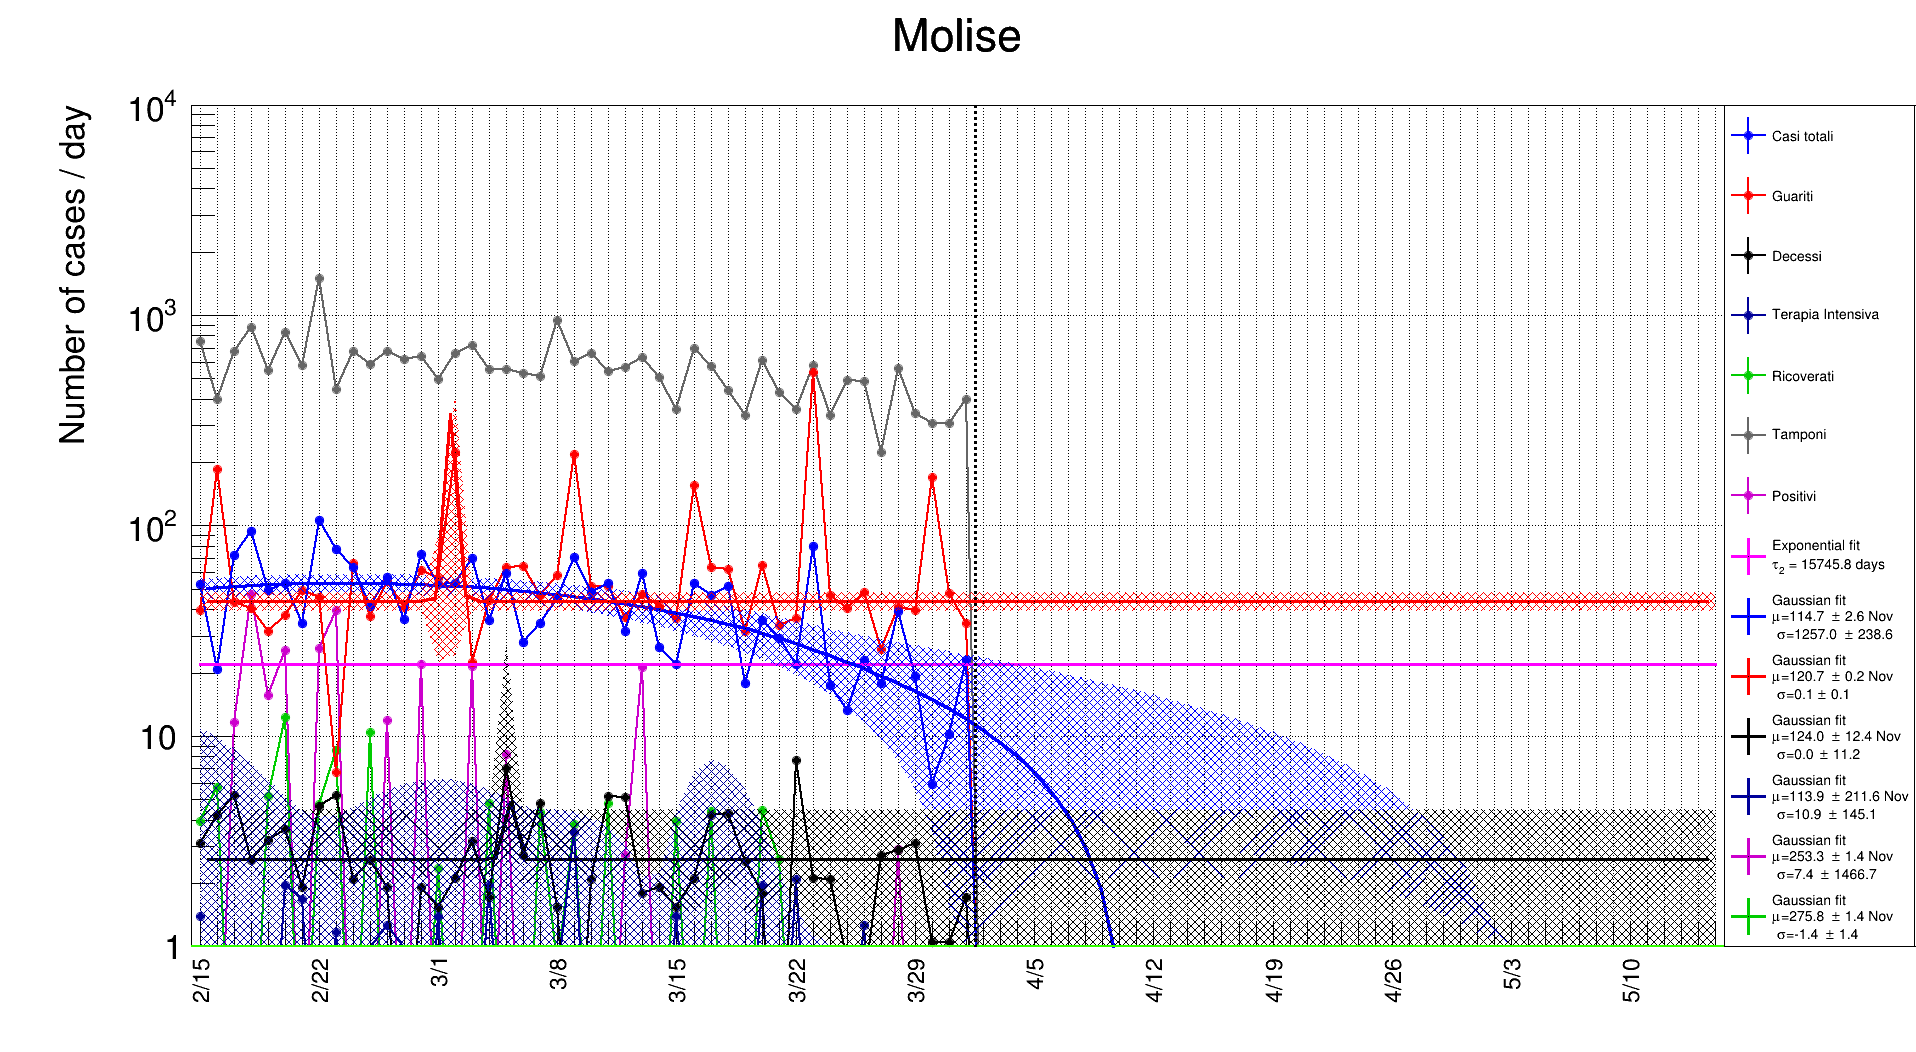 Molise
Number of cases / day
10⁴
10³
10²
10
1
2/15
2/22
3/1
3/8
3/15
3/22
3/29
4/5
4/12
4/19
4/26
5/3
5/10
Casi totali
Guariti
Decessi
Terapia Intensiva
Ricoverati
Tamponi
Positivi
Exponential fit
τ₂ = 15745.8 days
Gaussian fit
μ=114.7 ± 2.6 Nov
σ=1257.0 ± 238.6
Gaussian fit
μ=120.7 ± 0.2 Nov
σ=0.1 ± 0.1
Gaussian fit
μ=124.0 ± 12.4 Nov
σ=0.0 ± 11.2
Gaussian fit
μ=113.9 ± 211.6 Nov
σ=10.9 ± 145.1
Gaussian fit
μ=253.3 ± 1.4 Nov
σ=7.4 ± 1466.7
Gaussian fit
μ=275.8 ± 1.4 Nov
σ=-1.4 ± 1.4